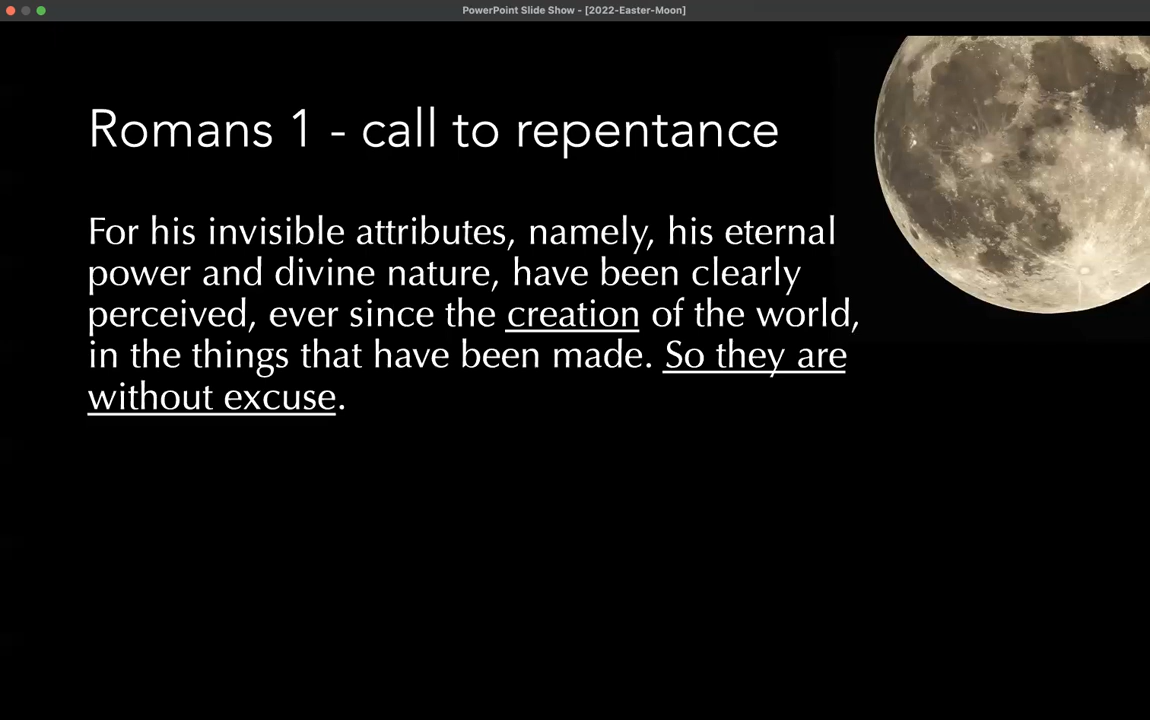 PowerPoint Slide Show - [2022-Easter-Moon]
Romans 1 - call to repentance
For his invisible attributes, namely, his eternal
power and divine nature, have been clearly
perceived, ever since the creation of the world,
in the things that have been made. So they are
without excuse.